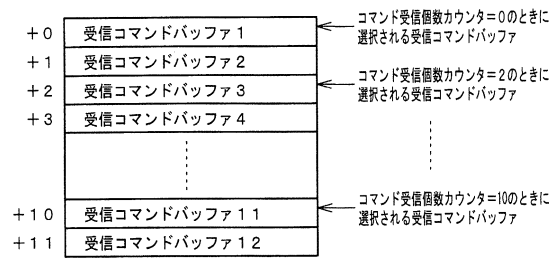 +0 受信コマンドバッファ1
コマンド受信個数カウンター=0のときに
選択される受信コマンドバッファ
+1 受信コマンドバッファ2
+2 受信コマンドバッファ3
コマンド受信個数カウンタ=2のときに
選択される受信コマンドバッファ
+3 受信コマンドバッファ4
+10 受信コマンドバッファ11
コマンド受信個数カウンタ=10のときに
選択される受信コマンドバッファ
+11 受信コマンドバッファ12